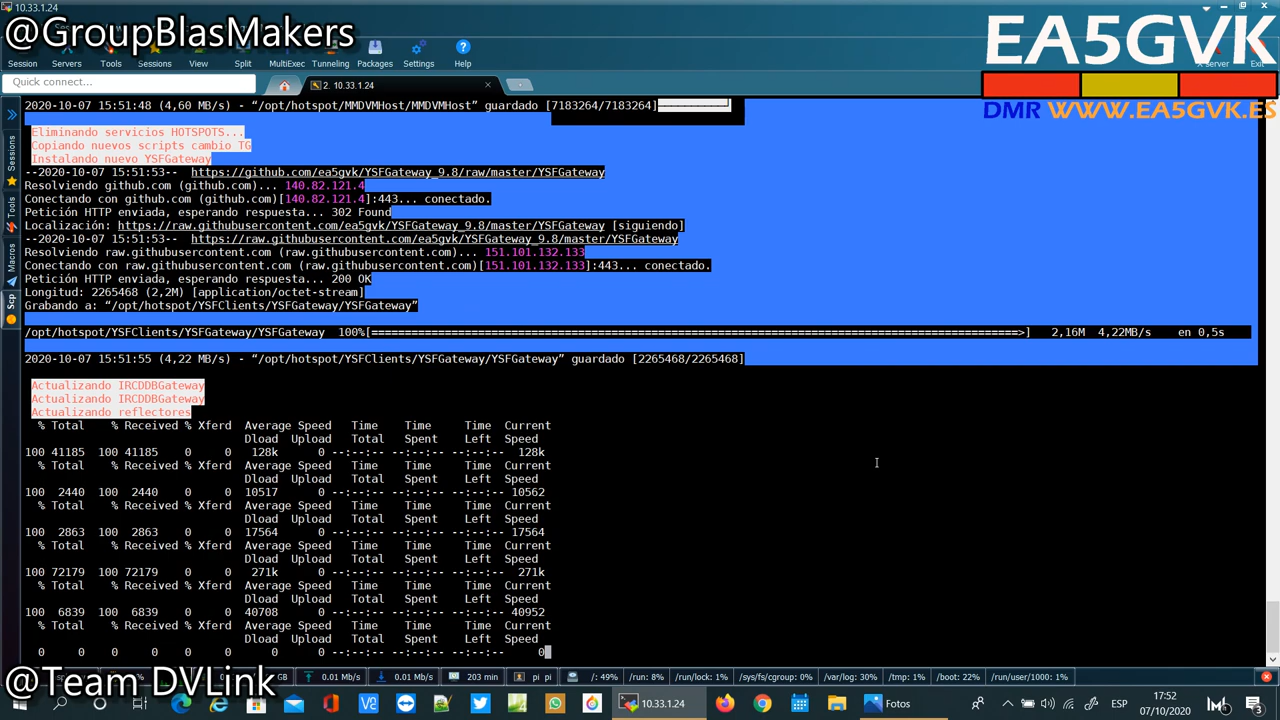 10.33.1.24
@GroupBlasMakers
EA5GVK
DMR WWW.EA5GVK.ES
Session Servers Tools Sessions View Split MultiExec Tunneling Packages Settings Help
X server Exit
Quick connect...
2. 10.33.1.24
Sessions
Tools
Macros
Scp
2020-10-07 15:51:48 (4,60 MB/s) - “/opt/hotspot/MMDVMHost/MMDVMHost” guardado [7183264/7183264]
Eliminando servicios HOTSPOTS...
Copiando nuevos scripts cambio TG
Instalando nuevo YSFGateway
--2020-10-07 15:51:53-- https://github.com/ea5gvk/YSFGateway_9.8/raw/master/YSFGateway
Resolviendo github.com (github.com)... 140.82.121.4
Conectando con github.com (github.com)[140.82.121.4]:443... conectado.
Petición HTTP enviada, esperando respuesta... 302 Found
Localización: https://raw.githubusercontent.com/ea5gvk/YSFGateway_9.8/master/YSFGateway [siguiendo]
--2020-10-07 15:51:53-- https://raw.githubusercontent.com/ea5gvk/YSFGateway_9.8/master/YSFGateway
Resolviendo raw.githubusercontent.com (raw.githubusercontent.com)... 151.101.132.133
Conectando con raw.githubusercontent.com (raw.githubusercontent.com)[151.101.132.133]:443... conectado.
Petición HTTP enviada, esperando respuesta... 200 OK
Longitud: 2265468 (2,2M) [application/octet-stream]
Grabando a: “/opt/hotspot/YSFClients/YSFGateway/YSFGateway”
/opt/hotspot/YSFClients/YSFGateway/YSFGateway 100%[==================================================================================================>] 2,16M 4,22MB/s en 0,5s
2020-10-07 15:51:55 (4,22 MB/s) - “/opt/hotspot/YSFClients/YSFGateway/YSFGateway” guardado [2265468/2265468]
Actualizando IRCDDBGateway
Actualizando IRCDDBGateway
Actualizando reflectores
% Total % Received % Xferd Average Speed Time Time Time Current
Dload Upload Total Spent Left Speed
100 41185 100 41185 0 0 128k 0 --:--:-- --:--:-- --:--:-- 128k
% Total % Received % Xferd Average Speed Time Time Time Current
Dload Upload Total Spent Left Speed
100 2440 100 2440 0 0 10517 0 --:--:-- --:--:-- --:--:-- 10562
% Total % Received % Xferd Average Speed Time Time Time Current
Dload Upload Total Spent Left Speed
100 2863 100 2863 0 0 17564 0 --:--:-- --:--:-- --:--:-- 17564
% Total % Received % Xferd Average Speed Time Time Time Current
Dload Upload Total Spent Left Speed
100 72179 100 72179 0 0 271k 0 --:--:-- --:--:-- --:--:-- 271k
% Total % Received % Xferd Average Speed Time Time Time Current
Dload Upload Total Spent Left Speed
100 6839 100 6839 0 0 40708 0 --:--:-- --:--:-- --:--:-- 40952
% Total % Received % Xferd Average Speed Time Time Time Current
Dload Upload Total Spent Left Speed
0 0 0 0 0 0 0 0 --:--:-- --:--:-- --:--:-- 0
@Team DVLink
GB 0.01 Mb/s 0.01 Mb/s 203 min pi pi /: 49% /run: 8% /run/lock: 1% /sys/fs/cgroup: 0% /var/log: 30% /tmp: 1% /boot: 22% /run/user/1000: 1%
10.33.1.24
Fotos
ESP
17:52
07/10/2020
3